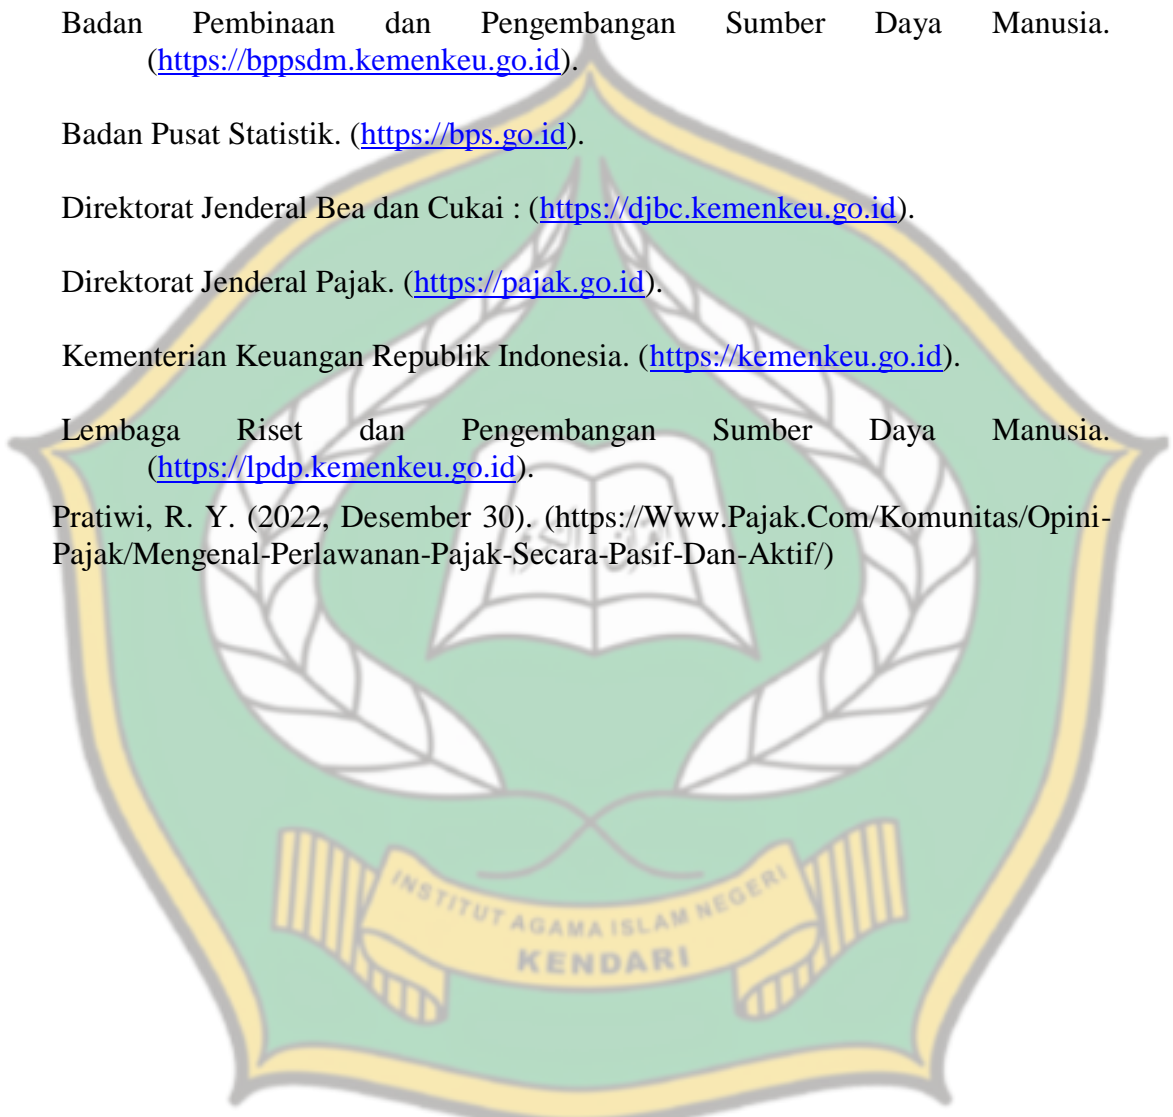 Badan Pembinaan dan Pengembangan Sumber Daya Manusia.
(https://bppsdm.kemenkeu.go.id).
Badan Pusat Statistik. (https://bps.go.id).
Direktorat Jenderal Bea dan Cukai : (https://djbc.kemenkeu.go.id).
Direktorat Jenderal Pajak. (https://pajak.go.id).
Kementerian Keuangan Republik Indonesia. (https://kemenkeu.go.id).
Lembaga Riset dan Pengembangan Sumber Daya Manusia.
(https://lpdp.kemenkeu.go.id).
Pratiwi, R. Y. (2022, Desember 30). (https://Www.Pajak.Com/Komunitas/Opini-
Pajak/Mengenal-Perlawanan-Pajak-Secara-Pasif-Dan-Aktif/)
INSTITUT AGAMA ISLAM NEGERI
KENDARI